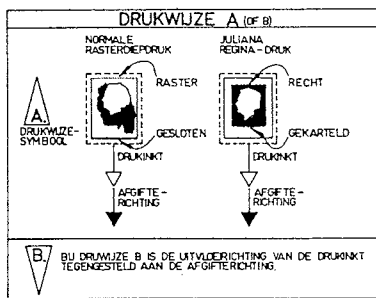 DRUKWIJZE A (OF B)
NORMALE
RASTERDIEPDRUK
JULIANA
REGINA-DRUK
RASTER
RECHT
A.
DRUKWIJZE-
SYMBOOL
GESLOTEN
GEKARTELD
DRUKINKT
DRUKINKT
AFGIFTE-
RICHTING
AFGIFTE-
RICHTING
B.
BIJ DRUWIJZE B IS DE UITVLOEIRICHTING VAN DE DRUKINKT
TEGENGESTELD AAN DE AFGIFTERICHTING.